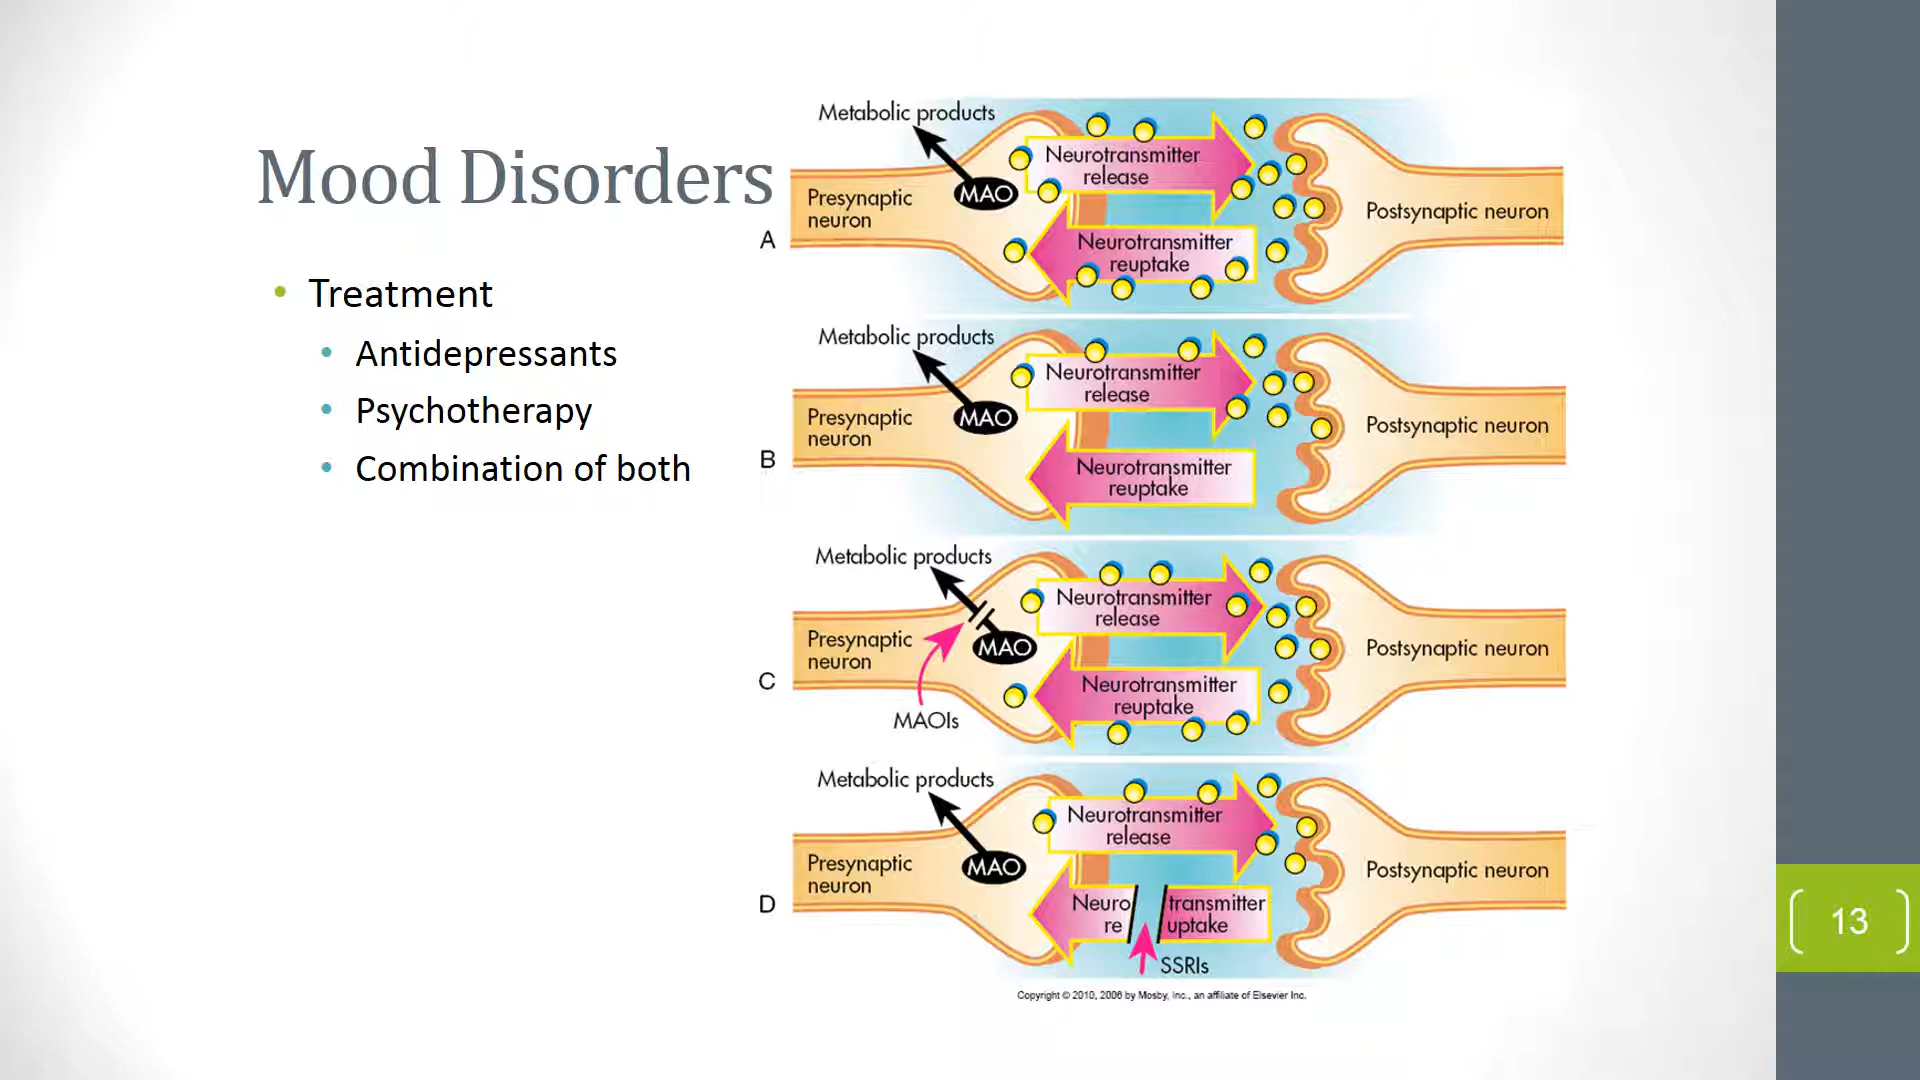 Mood Disorders
• Treatment
• Antidepressants
• Psychotherapy
• Combination of both
A
Metabolic products
MAO
Presynaptic
neuron
Neurotransmitter
release
Neurotransmitter
reuptake
Postsynaptic neuron
B
Metabolic products
MAO
Presynaptic
neuron
Neurotransmitter
release
Neurotransmitter
reuptake
Postsynaptic neuron
C
Metabolic products
MAO
Presynaptic
neuron
MAOIs
Neurotransmitter
release
Neurotransmitter
reuptake
Postsynaptic neuron
D
Metabolic products
MAO
Presynaptic
neuron
Neurotransmitter
release
Neuro transmitter
re uptake
SSRIs
Postsynaptic neuron
Copyright © 2010, 2006 by Mosby, Inc., an affiliate of Elsevier Inc.
13